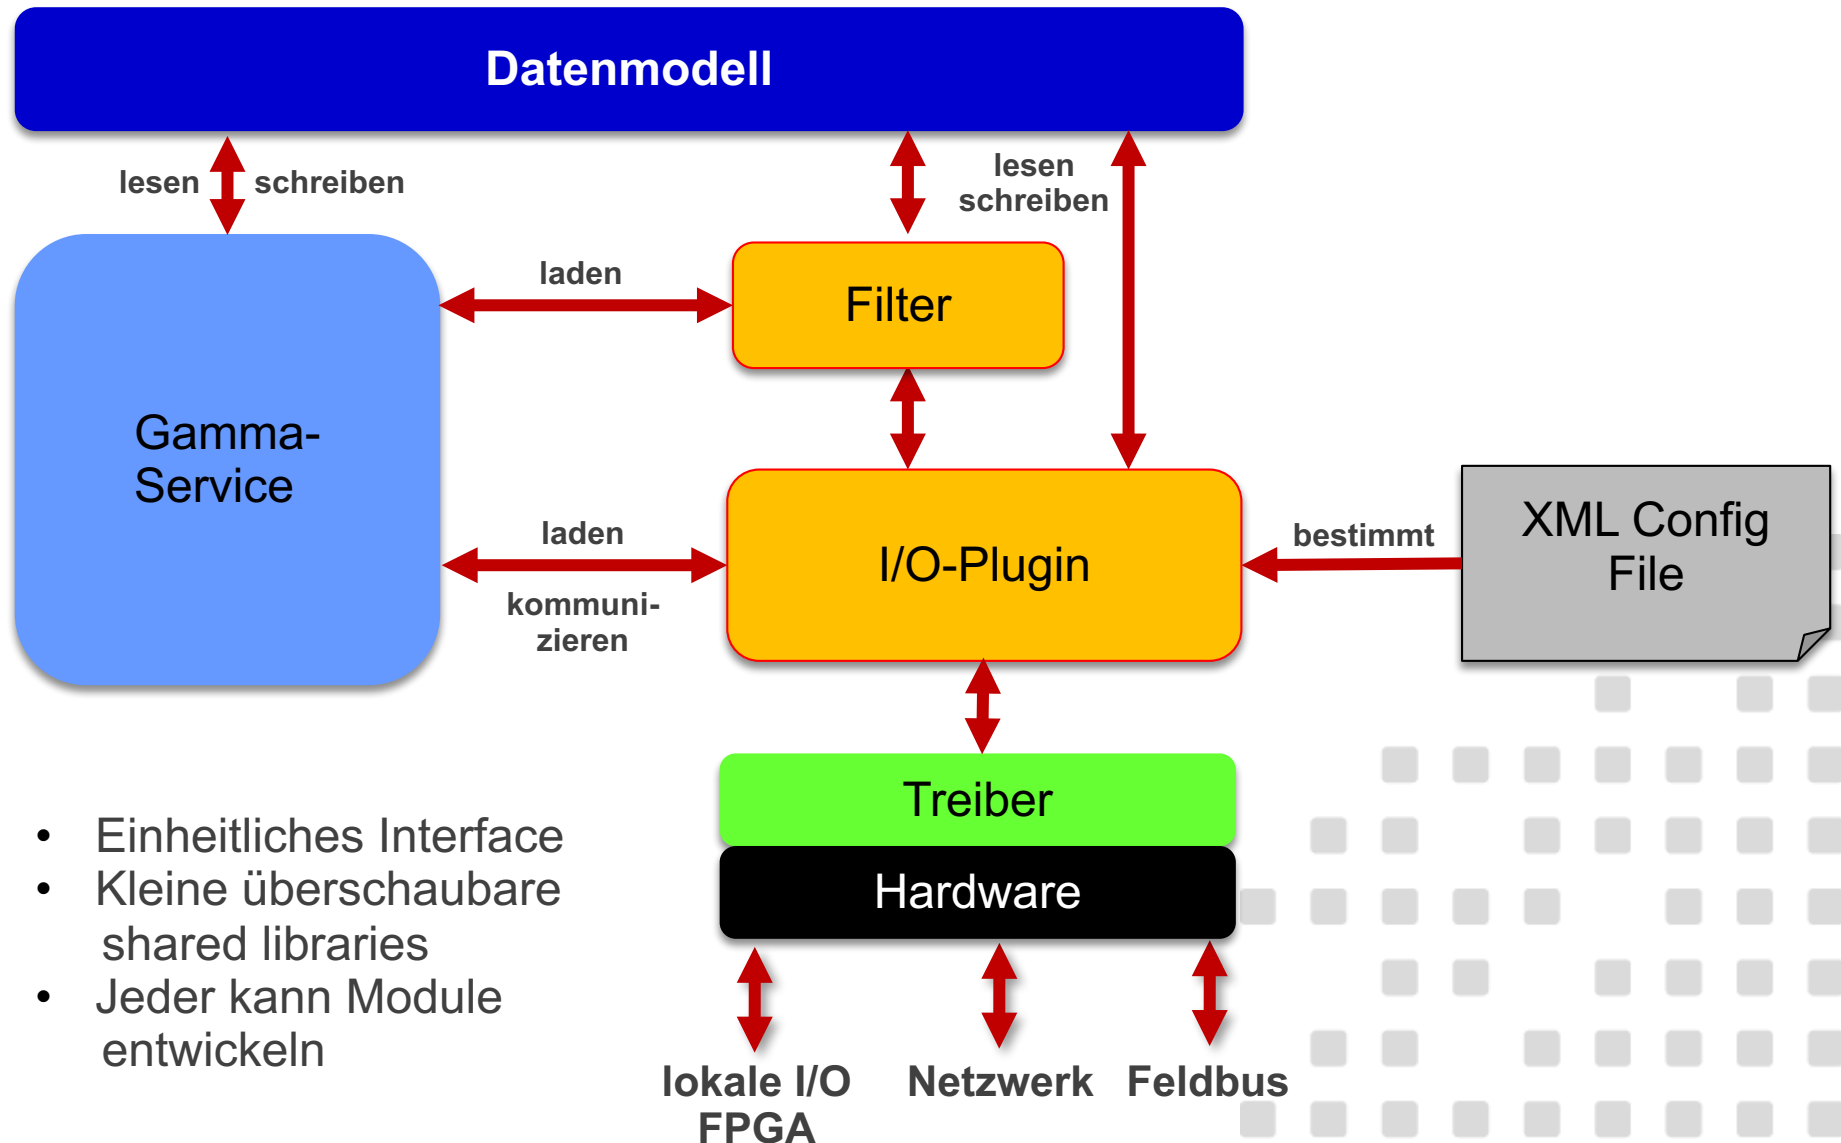 Datenmodell
lesen schreiben
lesen
schreiben
laden
Filter
Gamma-
Service
laden
kommuni-
zieren
I/O-Plugin
bestimmt
XML Config
File
Treiber
Hardware
• Einheitliches Interface
• Kleine überschaubare
shared libraries
• Jeder kann Module
entwickeln
lokale I/O
FPGA
Netzwerk
Feldbus